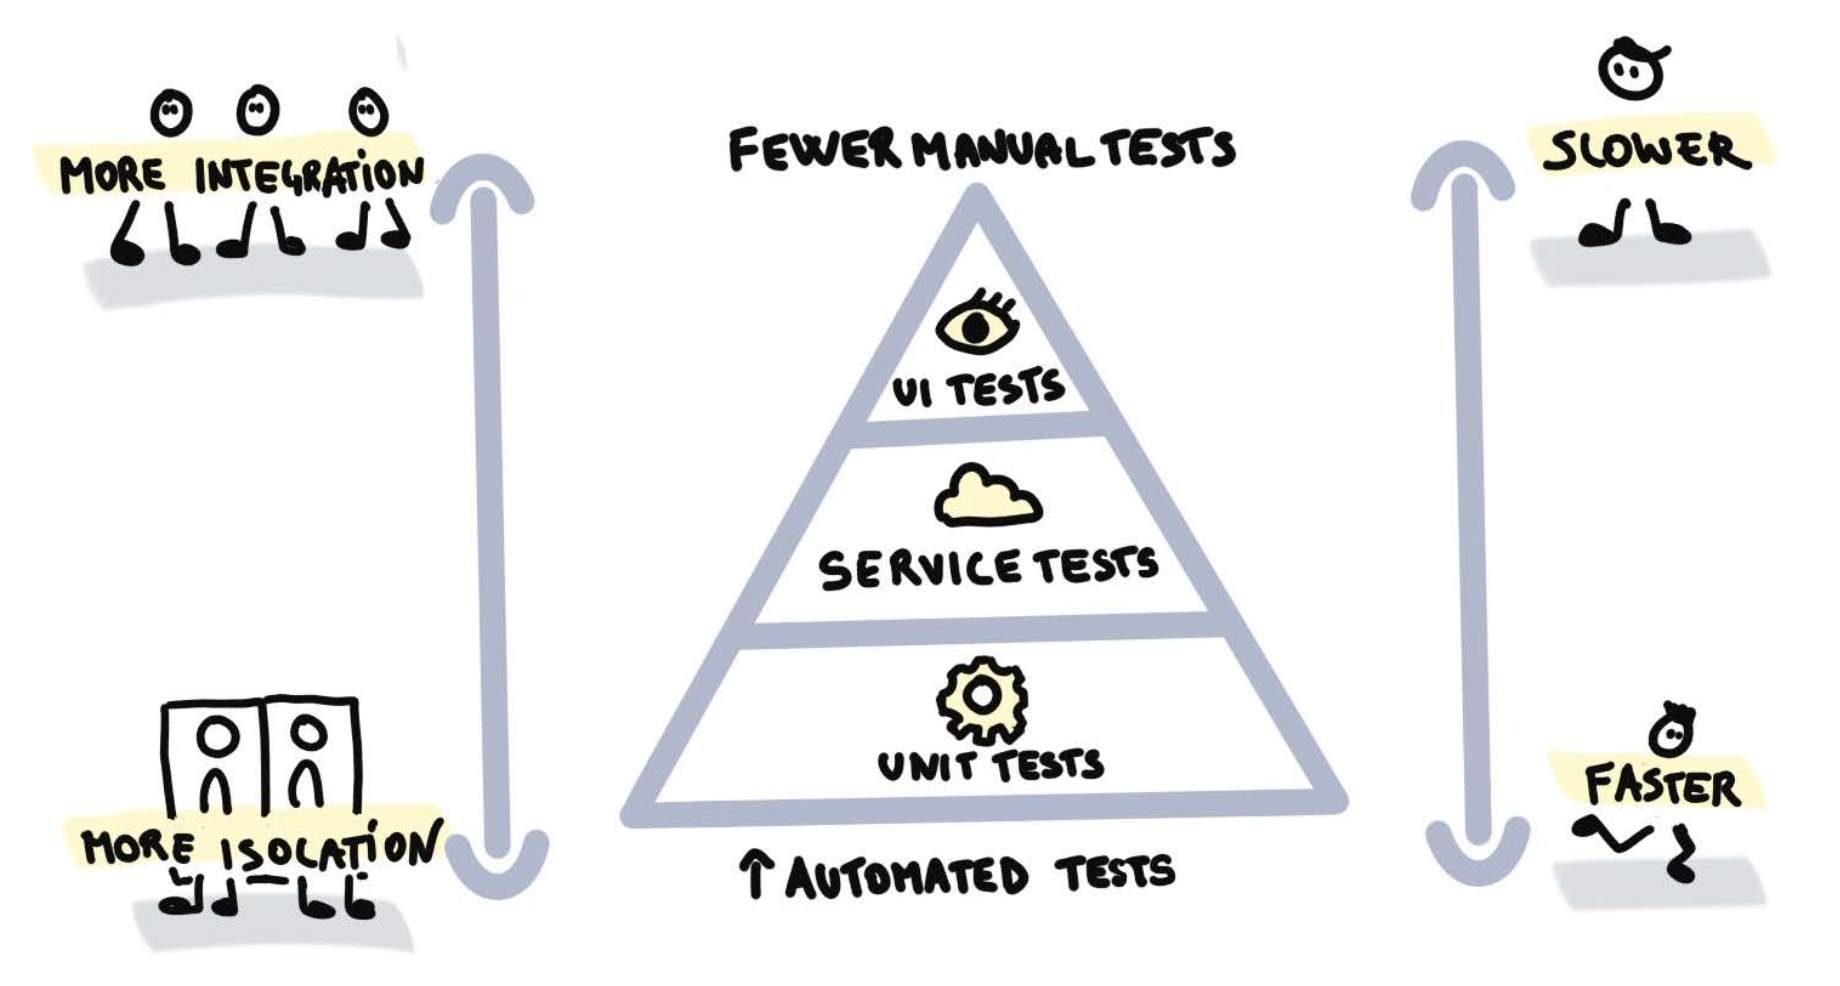 FEWER MANUAL TESTS
MORE INTEGRATION
SLOWER
UI TESTS
SERVICE TESTS
UNIT TESTS
MORE ISOLATION
FASTER
↑ AUTOMATED TESTS